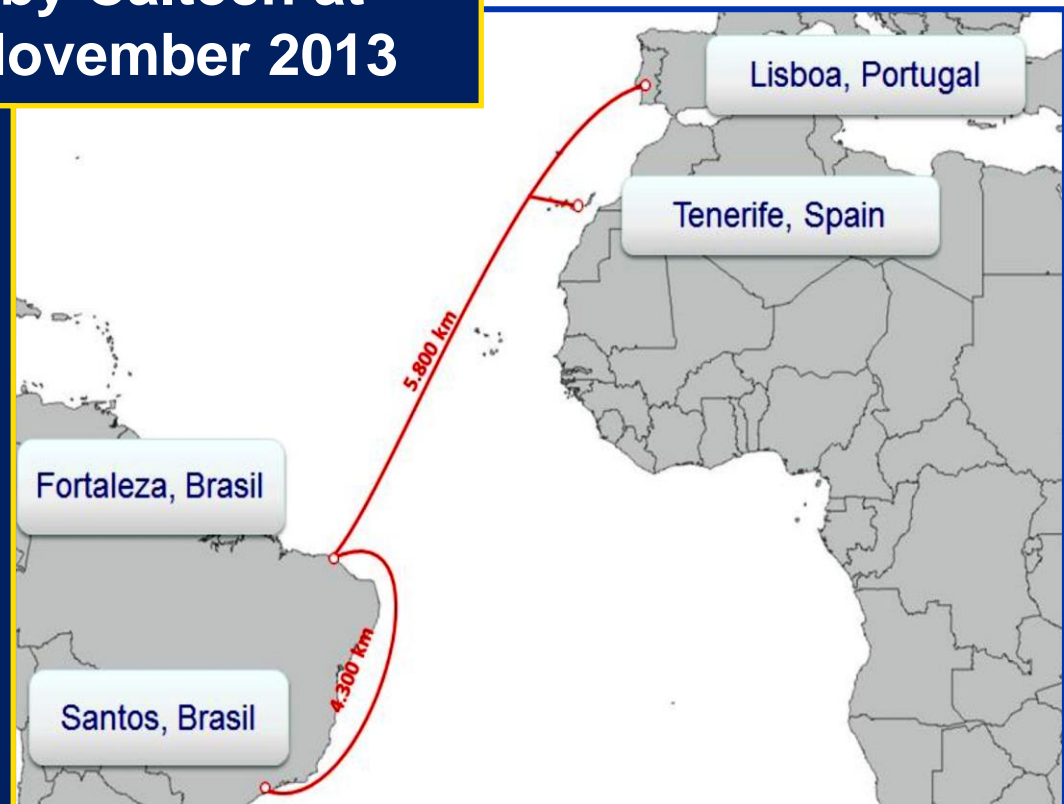 November 2013
Lisboa, Portugal
Tenerife, Spain
5.800 km
Fortaleza, Brasil
4.300 km
Santos, Brasil